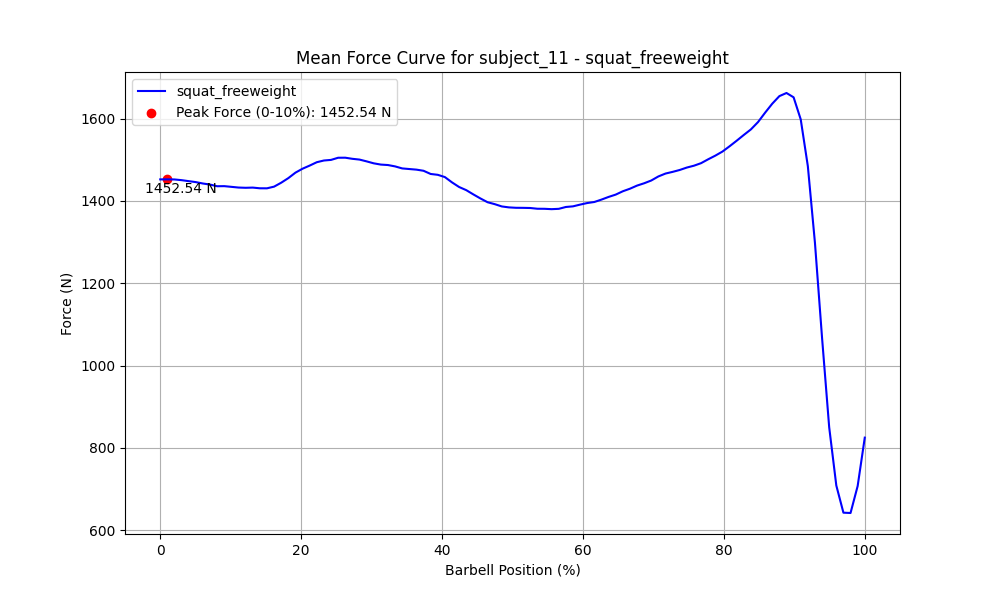 Mean Force Curve for subject_11 - squat_freeweight
squat_freeweight
Peak Force (0-10%): 1452.54 N
1600
1400
1200
1000
800
600
Force (N)
1452.54 N
0 20 40 60 80 100
Barbell Position (%)